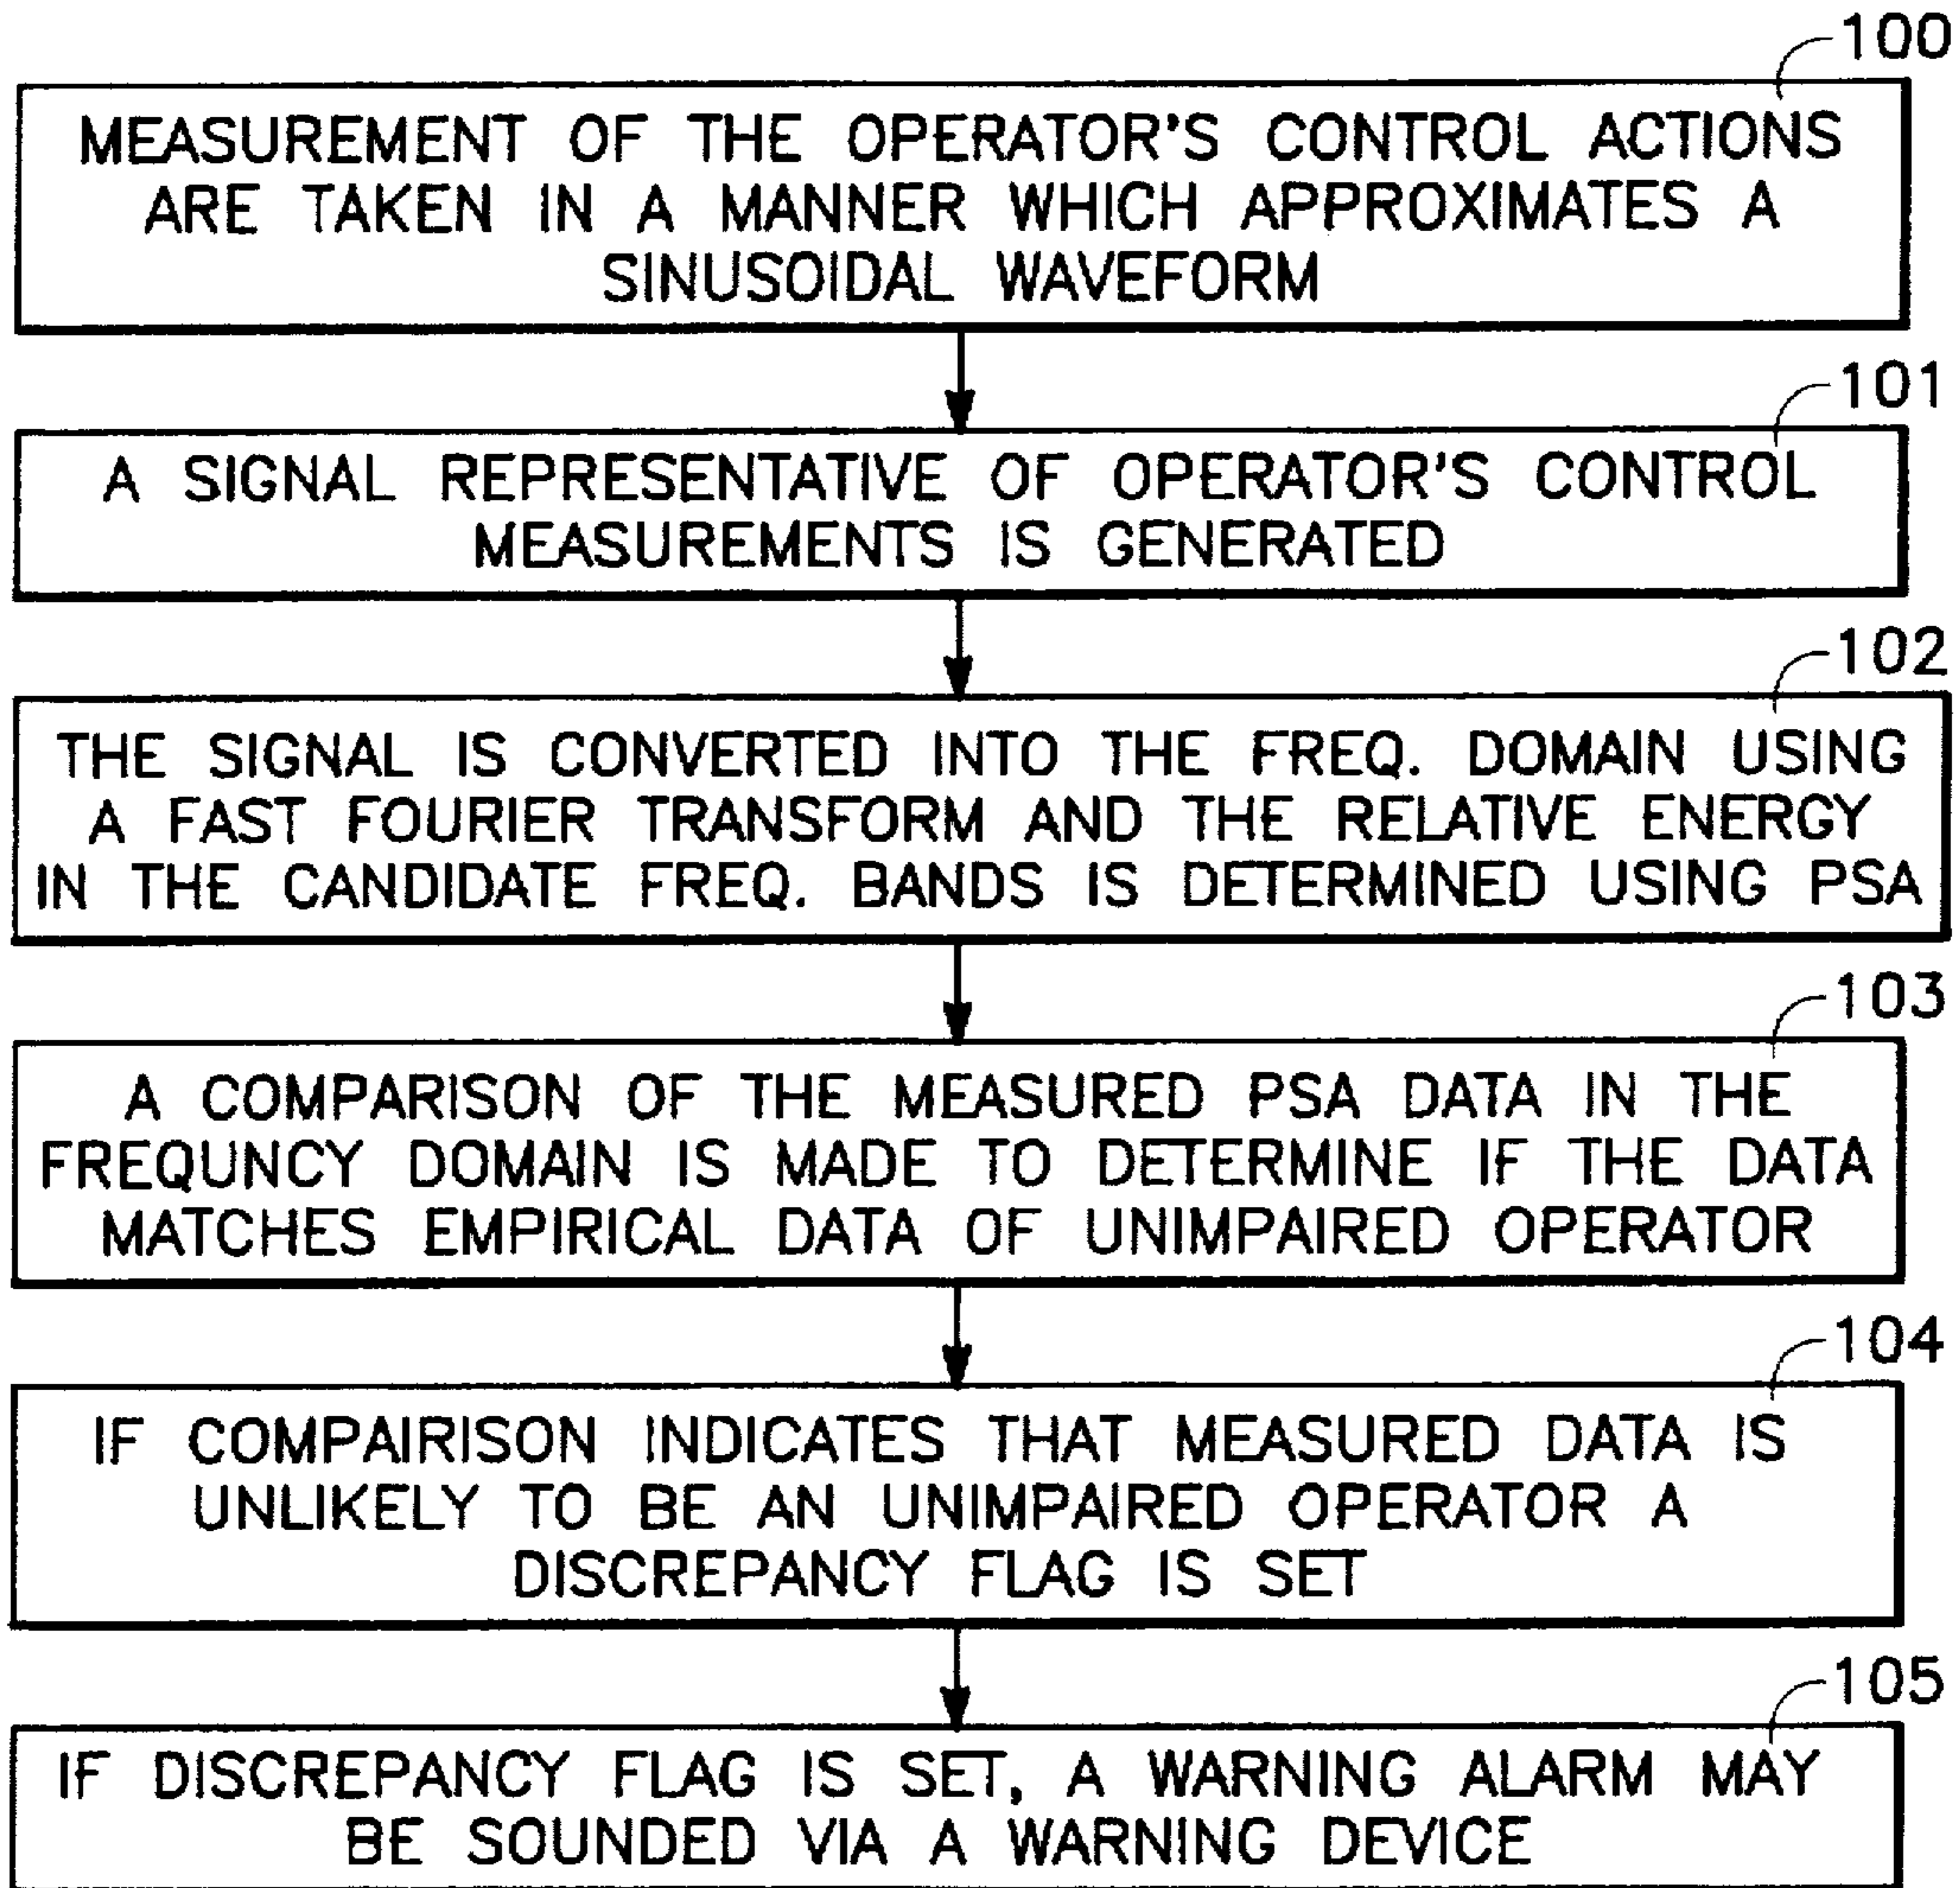 100
MEASUREMENT OF THE OPERATOR'S CONTROL ACTIONS
ARE TAKEN IN A MANNER WHICH APPROXIMATES A
SINUSOIDAL WAVEFORM
101
A SIGNAL REPRESENTATIVE OF OPERATOR'S CONTROL
MEASUREMENTS IS GENERATED
102
THE SIGNAL IS CONVERTED INTO THE FREQ. DOMAIN USING
A FAST FOURIER TRANSFORM AND THE RELATIVE ENERGY
IN THE CANDIDATE FREQ. BANDS IS DETERMINED USING PSA
103
A COMPARISON OF THE MEASURED PSA DATA IN THE
FREQUNCY DOMAIN IS MADE TO DETERMINE IF THE DATA
MATCHES EMPIRICAL DATA OF UNIMPAIRED OPERATOR
104
IF COMPAIRISON INDICATES THAT MEASURED DATA IS
UNLIKELY TO BE AN UNIMPAIRED OPERATOR A
DISCREPANCY FLAG IS SET
105
IF DISCREPANCY FLAG IS SET, A WARNING ALARM MAY
BE SOUNDED VIA A WARNING DEVICE